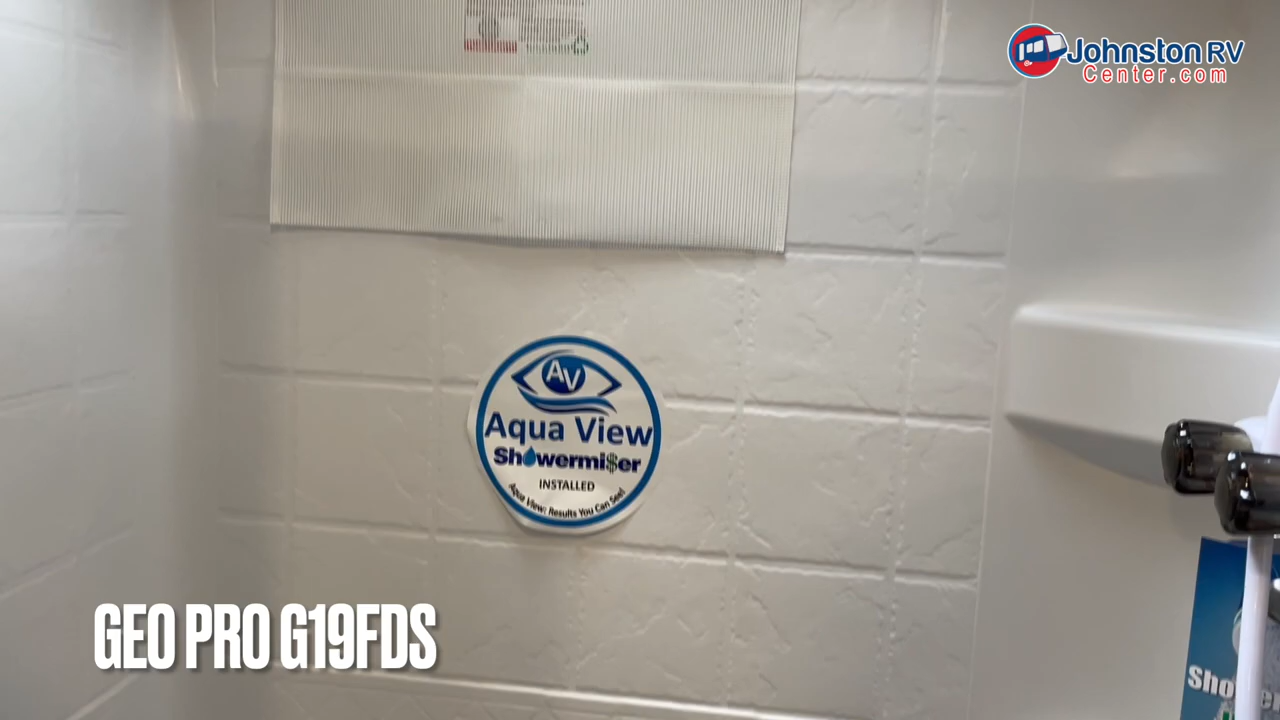 Johnston RV
Center.com
AV
Aqua View
Showermi$er
INSTALLED
Aqua View: Results You Can See!
GEO PRO G19FDS
Sho